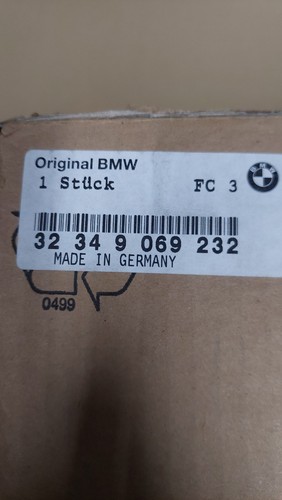 Original BMW
1 Stück FC 3
32 34 9 069 232
MADE IN GERMANY
0499